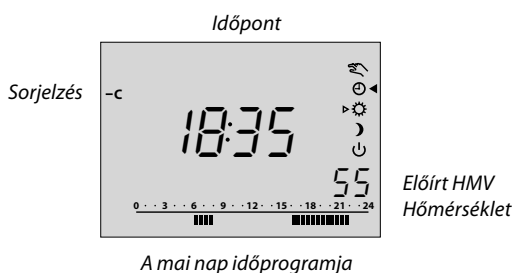 Időpont
Sorjelzés
–C
18:35
55
Előírt HMV
Hőmérséklet
0 · · 3 · · 6 · · 9 · · 12 · · 15 · · 18 · · 21 · · 24
A mai nap időprogramja